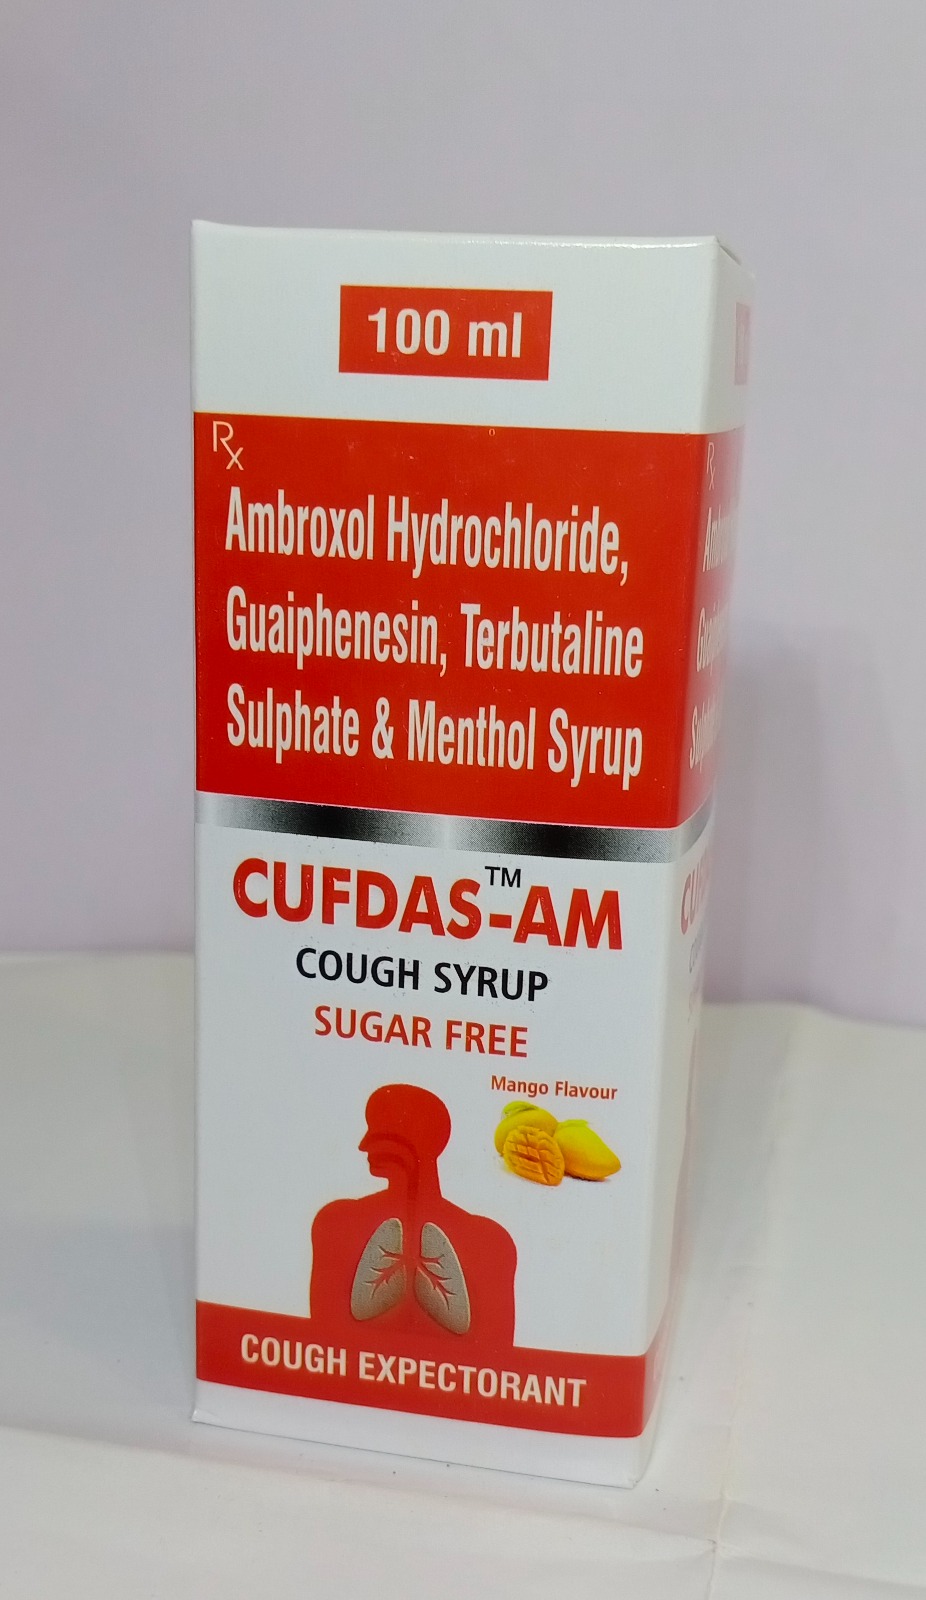 100 ml
Rx
Ambroxol Hydrochloride,
Guaiphenesin, Terbutaline
Sulphate & Menthol Syrup
CUFDAS™-AM
COUGH SYRUP
SUGAR FREE
Mango Flavour
COUGH EXPECTORANT
Rx